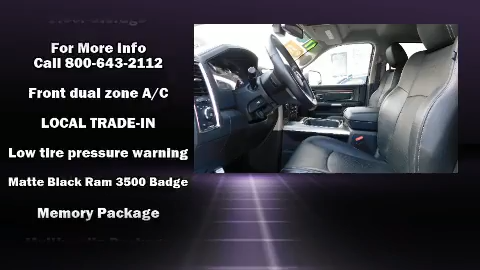 For More Info
Call 800-643-2112
Front dual zone A/C
LOCAL TRADE-IN
Low tire pressure warning
Matte Black Ram 3500 Badge
Memory Package